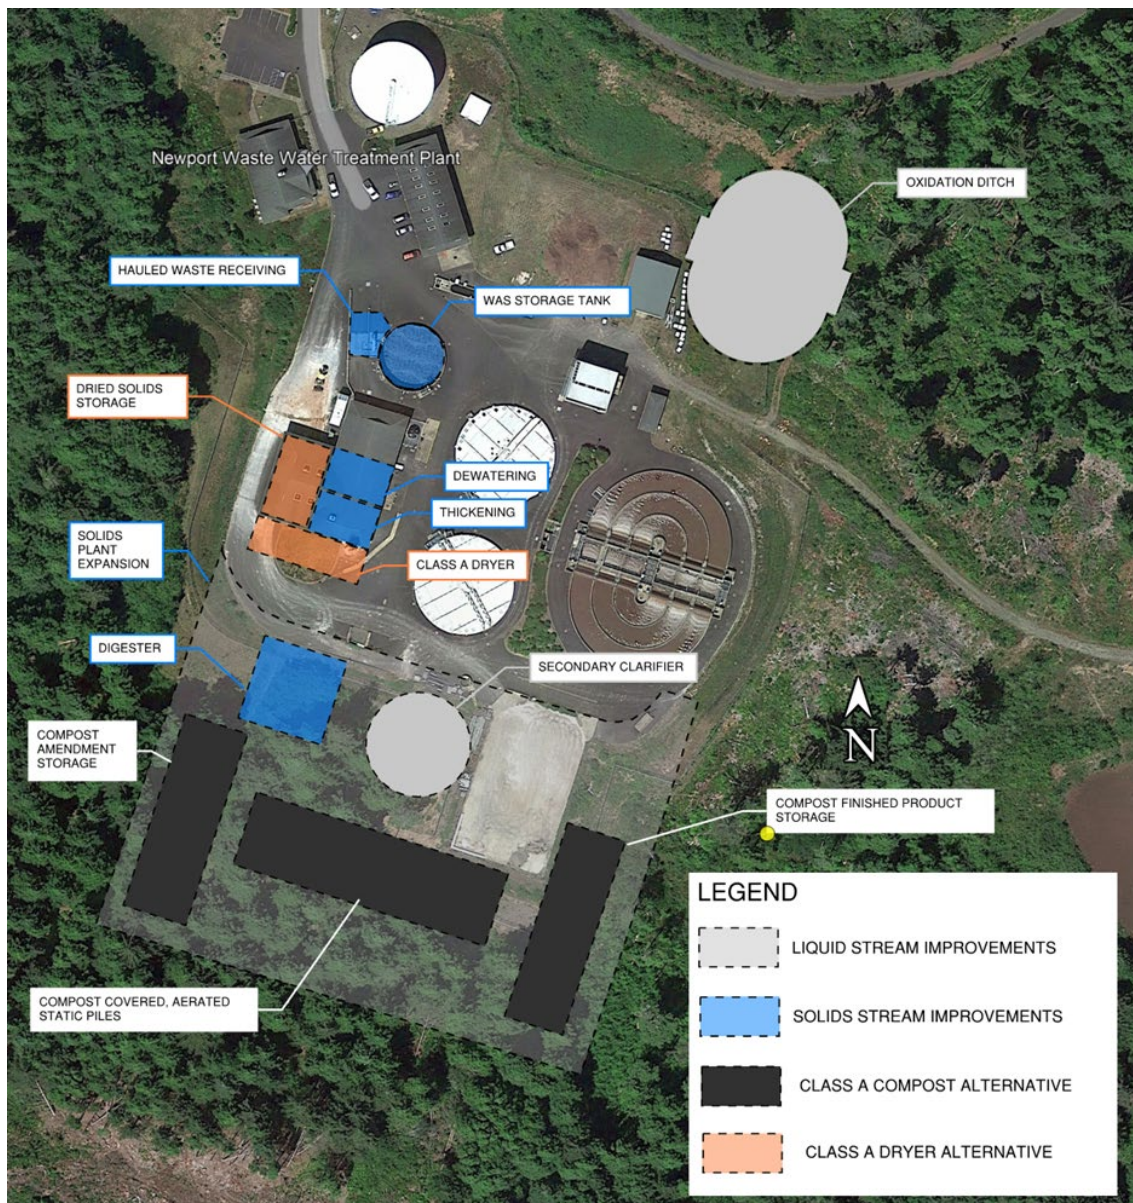 Newport Waste Water Treatment Plant
OXIDATION DITCH
HAULED WASTE RECEIVING
WAS STORAGE TANK
DRIED SOLIDS
STORAGE
DEWATERING
THICKENING
SOLIDS
PLANT
EXPANSION
CLASS A DRYER
DIGESTER
SECONDARY CLARIFIER
COMPOST
AMENDMENT
STORAGE
N
COMPOST FINISHED PRODUCT
STORAGE
COMPOST COVERED, AERATED
STATIC PILES
LEGEND
LIQUID STREAM IMPROVEMENTS
SOLIDS STREAM IMPROVEMENTS
CLASS A COMPOST ALTERNATIVE
CLASS A DRYER ALTERNATIVE